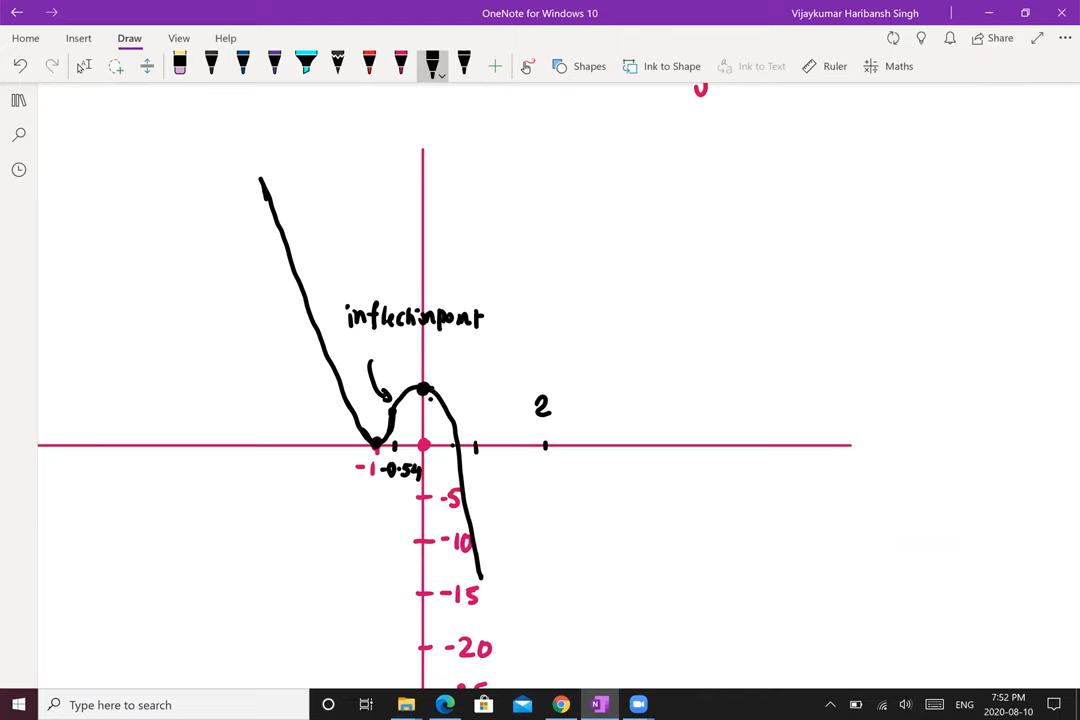 OneNote for Windows 10
Vijaykumar Haribansh Singh
Home Insert Draw View Help
Share
Shapes Ink to Shape Ink to Text Ruler Maths
inflechinpount
2
-1 -0.54
-5
-10
-15
-20
Type here to search
ENG
7:52 PM
2020-08-10